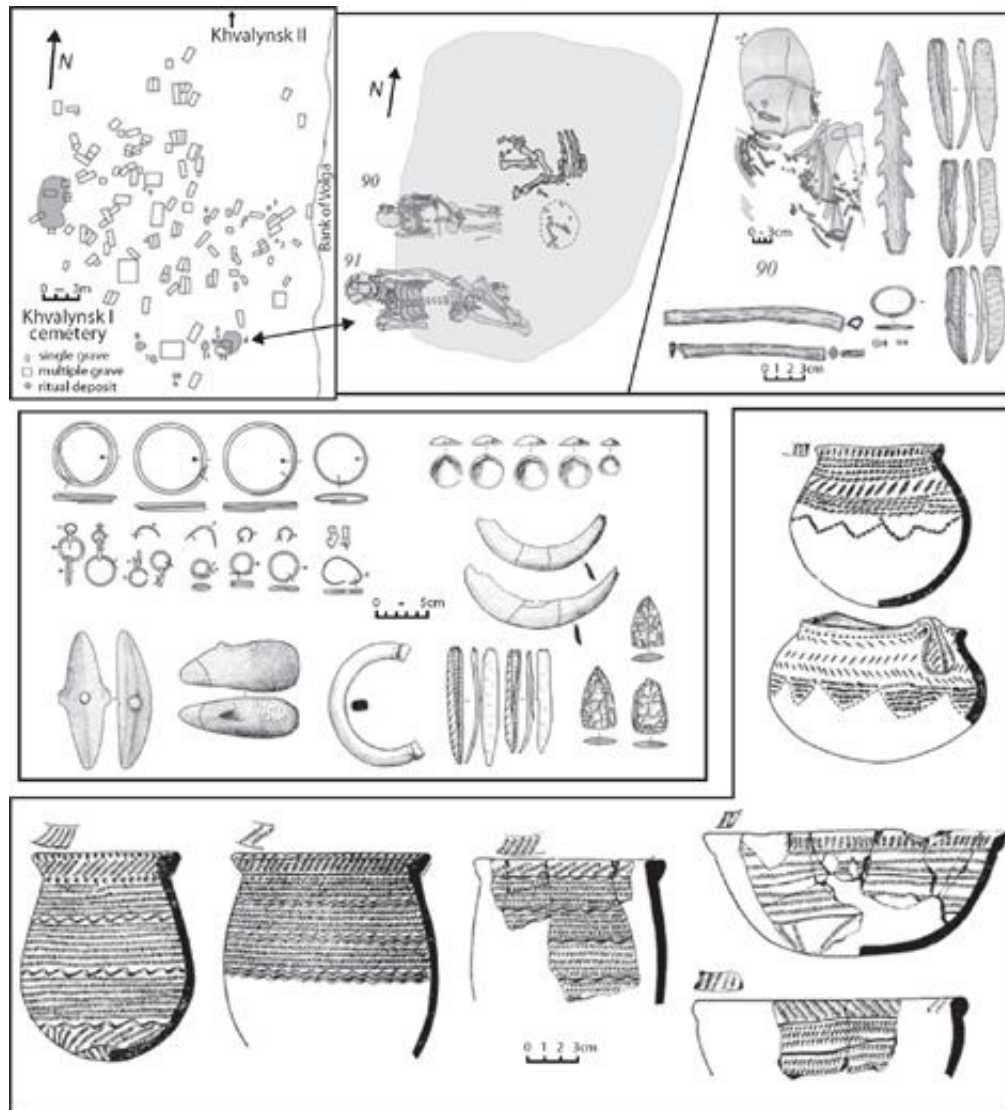 Khvalynsk II
N
Bank of Volga
0 – 3m
Khvalynsk I
cemetery
single grave
multiple grave
ritual deposit
N
90
91
0 - 3cm
90
0 1 2 3cm
0 – 5cm
0 1 2 3cm